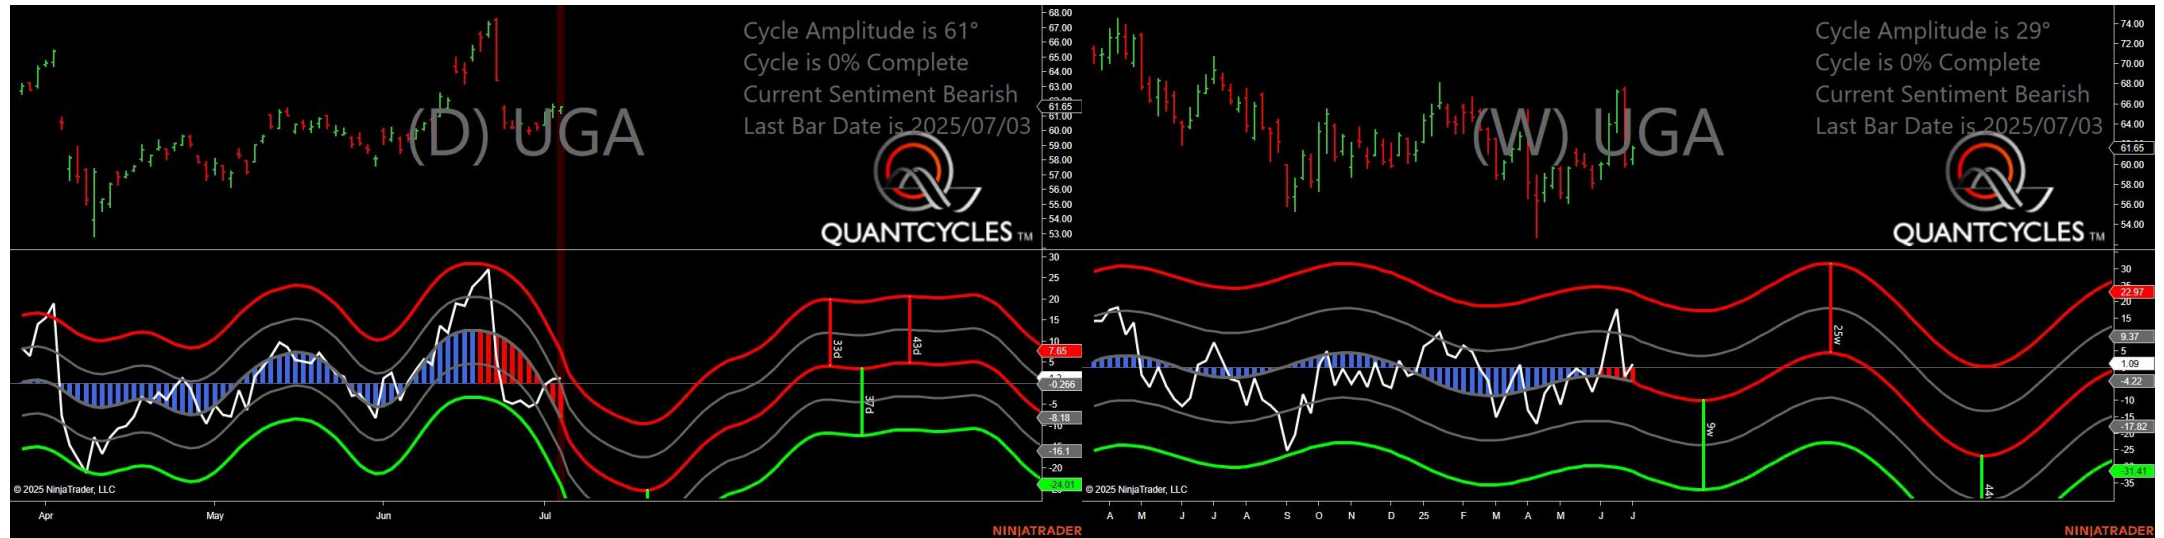 Cycle Amplitude is 61°
Cycle is 0% Complete
Current Sentiment Bearish
Last Bar Date is 2025/07/03
(D) UGA
QUANTCYCLES TM
68.00
67.00
66.00
65.00
64.00
63.00
61.65
61.00
60.00
59.00
58.00
57.00
56.00
55.00
54.00
53.00
30
25
20
15
10
7.65
5
-0.266
-5
-8.18
-10
-16.1
-20
-24.01
33d
43d
37d
© 2025 NinjaTrader, LLC
Apr May Jun Jul
NINJATRADER
Cycle Amplitude is 29°
Cycle is 0% Complete
Current Sentiment Bearish
Last Bar Date is 2025/07/03
(W) UGA
QUANTCYCLES TM
74.00
72.00
70.00
68.00
66.00
64.00
61.65
60.00
58.00
56.00
54.00
30
22.97
20
15
9.37
5
1.09
-4.22
-10
-15
-17.82
-20
-25
-31.41
-35
25w
9w
© 2025 NinjaTrader, LLC
A M J J A S O N D 25 F M A M J J
NINJATRADER